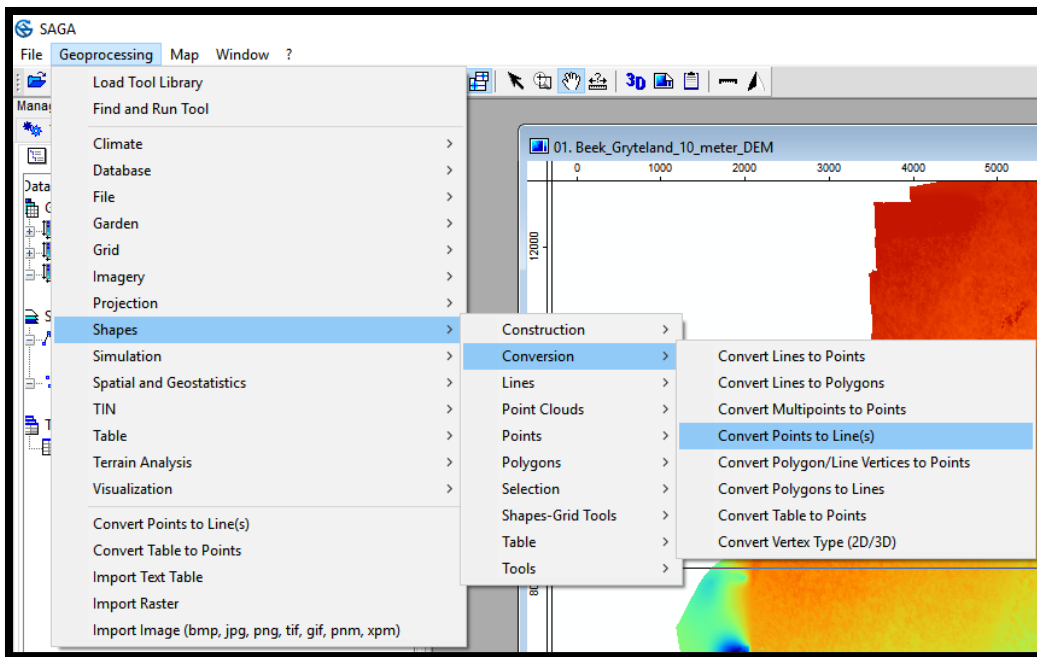 SAGA
File Geoprocessing Map Window ?
3D
Mana
Data
G
S
T
Load Tool Library
Find and Run Tool
Climate
Database
File
Garden
Grid
Imagery
Projection
Shapes
Simulation
Spatial and Geostatistics
TIN
Table
Terrain Analysis
Visualization
Convert Points to Line(s)
Convert Table to Points
Import Text Table
Import Raster
Import Image (bmp, jpg, png, tif, gif, pnm, xpm)
Construction
Conversion
Lines
Point Clouds
Points
Polygons
Selection
Shapes-Grid Tools
Table
Tools
Convert Lines to Points
Convert Lines to Polygons
Convert Multipoints to Points
Convert Points to Line(s)
Convert Polygon/Line Vertices to Points
Convert Polygons to Lines
Convert Table to Points
Convert Vertex Type (2D/3D)
01. Beek_Gryteland_10_meter_DEM
0 1000 2000 3000 4000 5000
12000